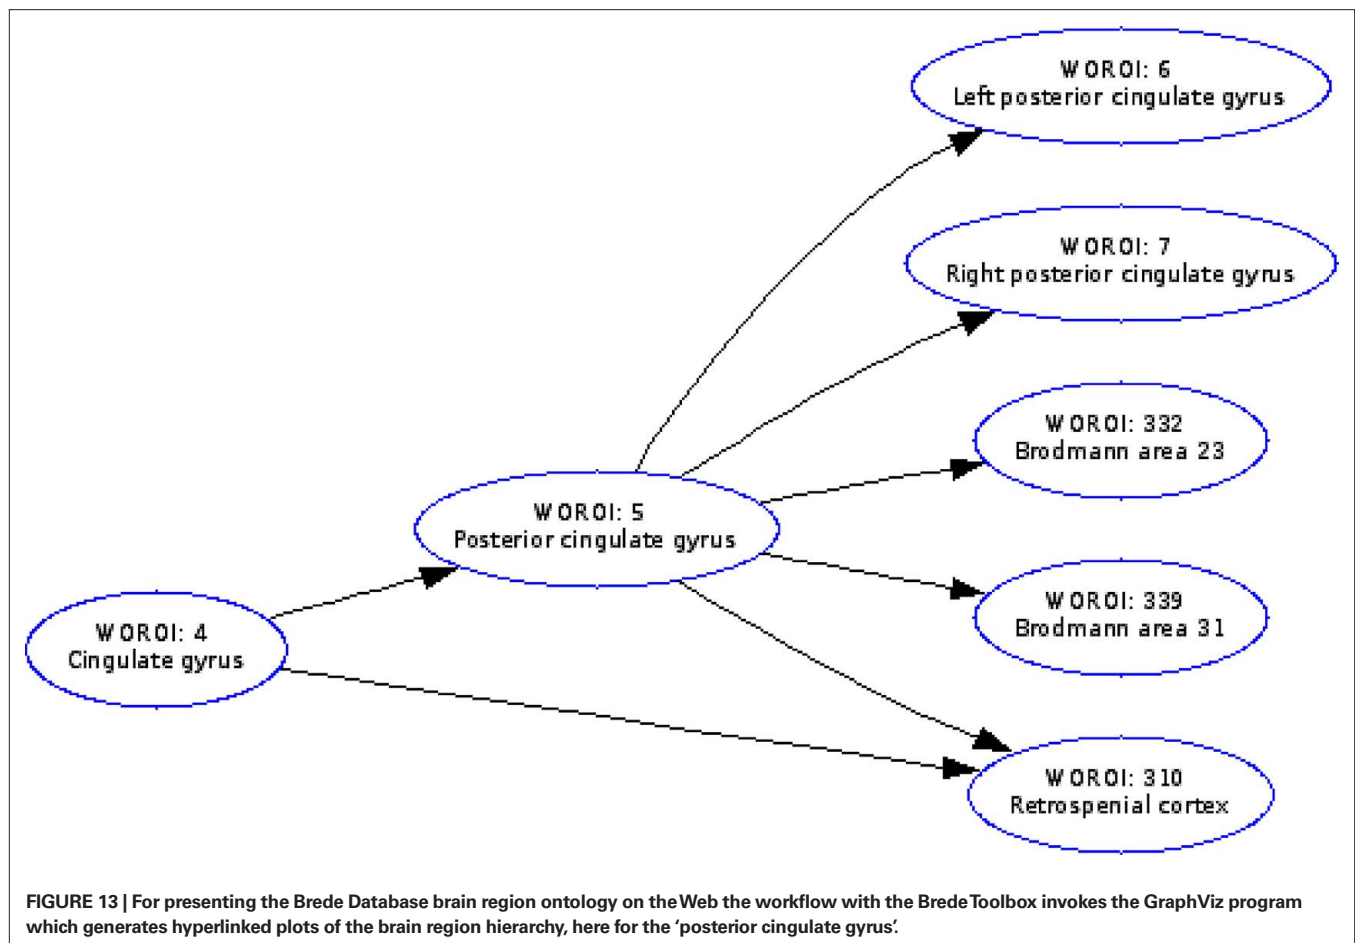 WOROI: 6
Left posterior cingulate gyrus
WOROI: 7
Right posterior cingulate gyrus
WOROI: 332
Brodmann area 23
WOROI: 5
Posterior cingulate gyrus
WOROI: 339
Brodmann area 31
WOROI: 4
Cingulate gyrus
WOROI: 310
Retrospenial cortex
FIGURE 13 | For presenting the Brede Database brain region ontology on the Web the workflow with the Brede Toolbox invokes the GraphViz program
which generates hyperlinked plots of the brain region hierarchy, here for the ‘posterior cingulate gyrus’.